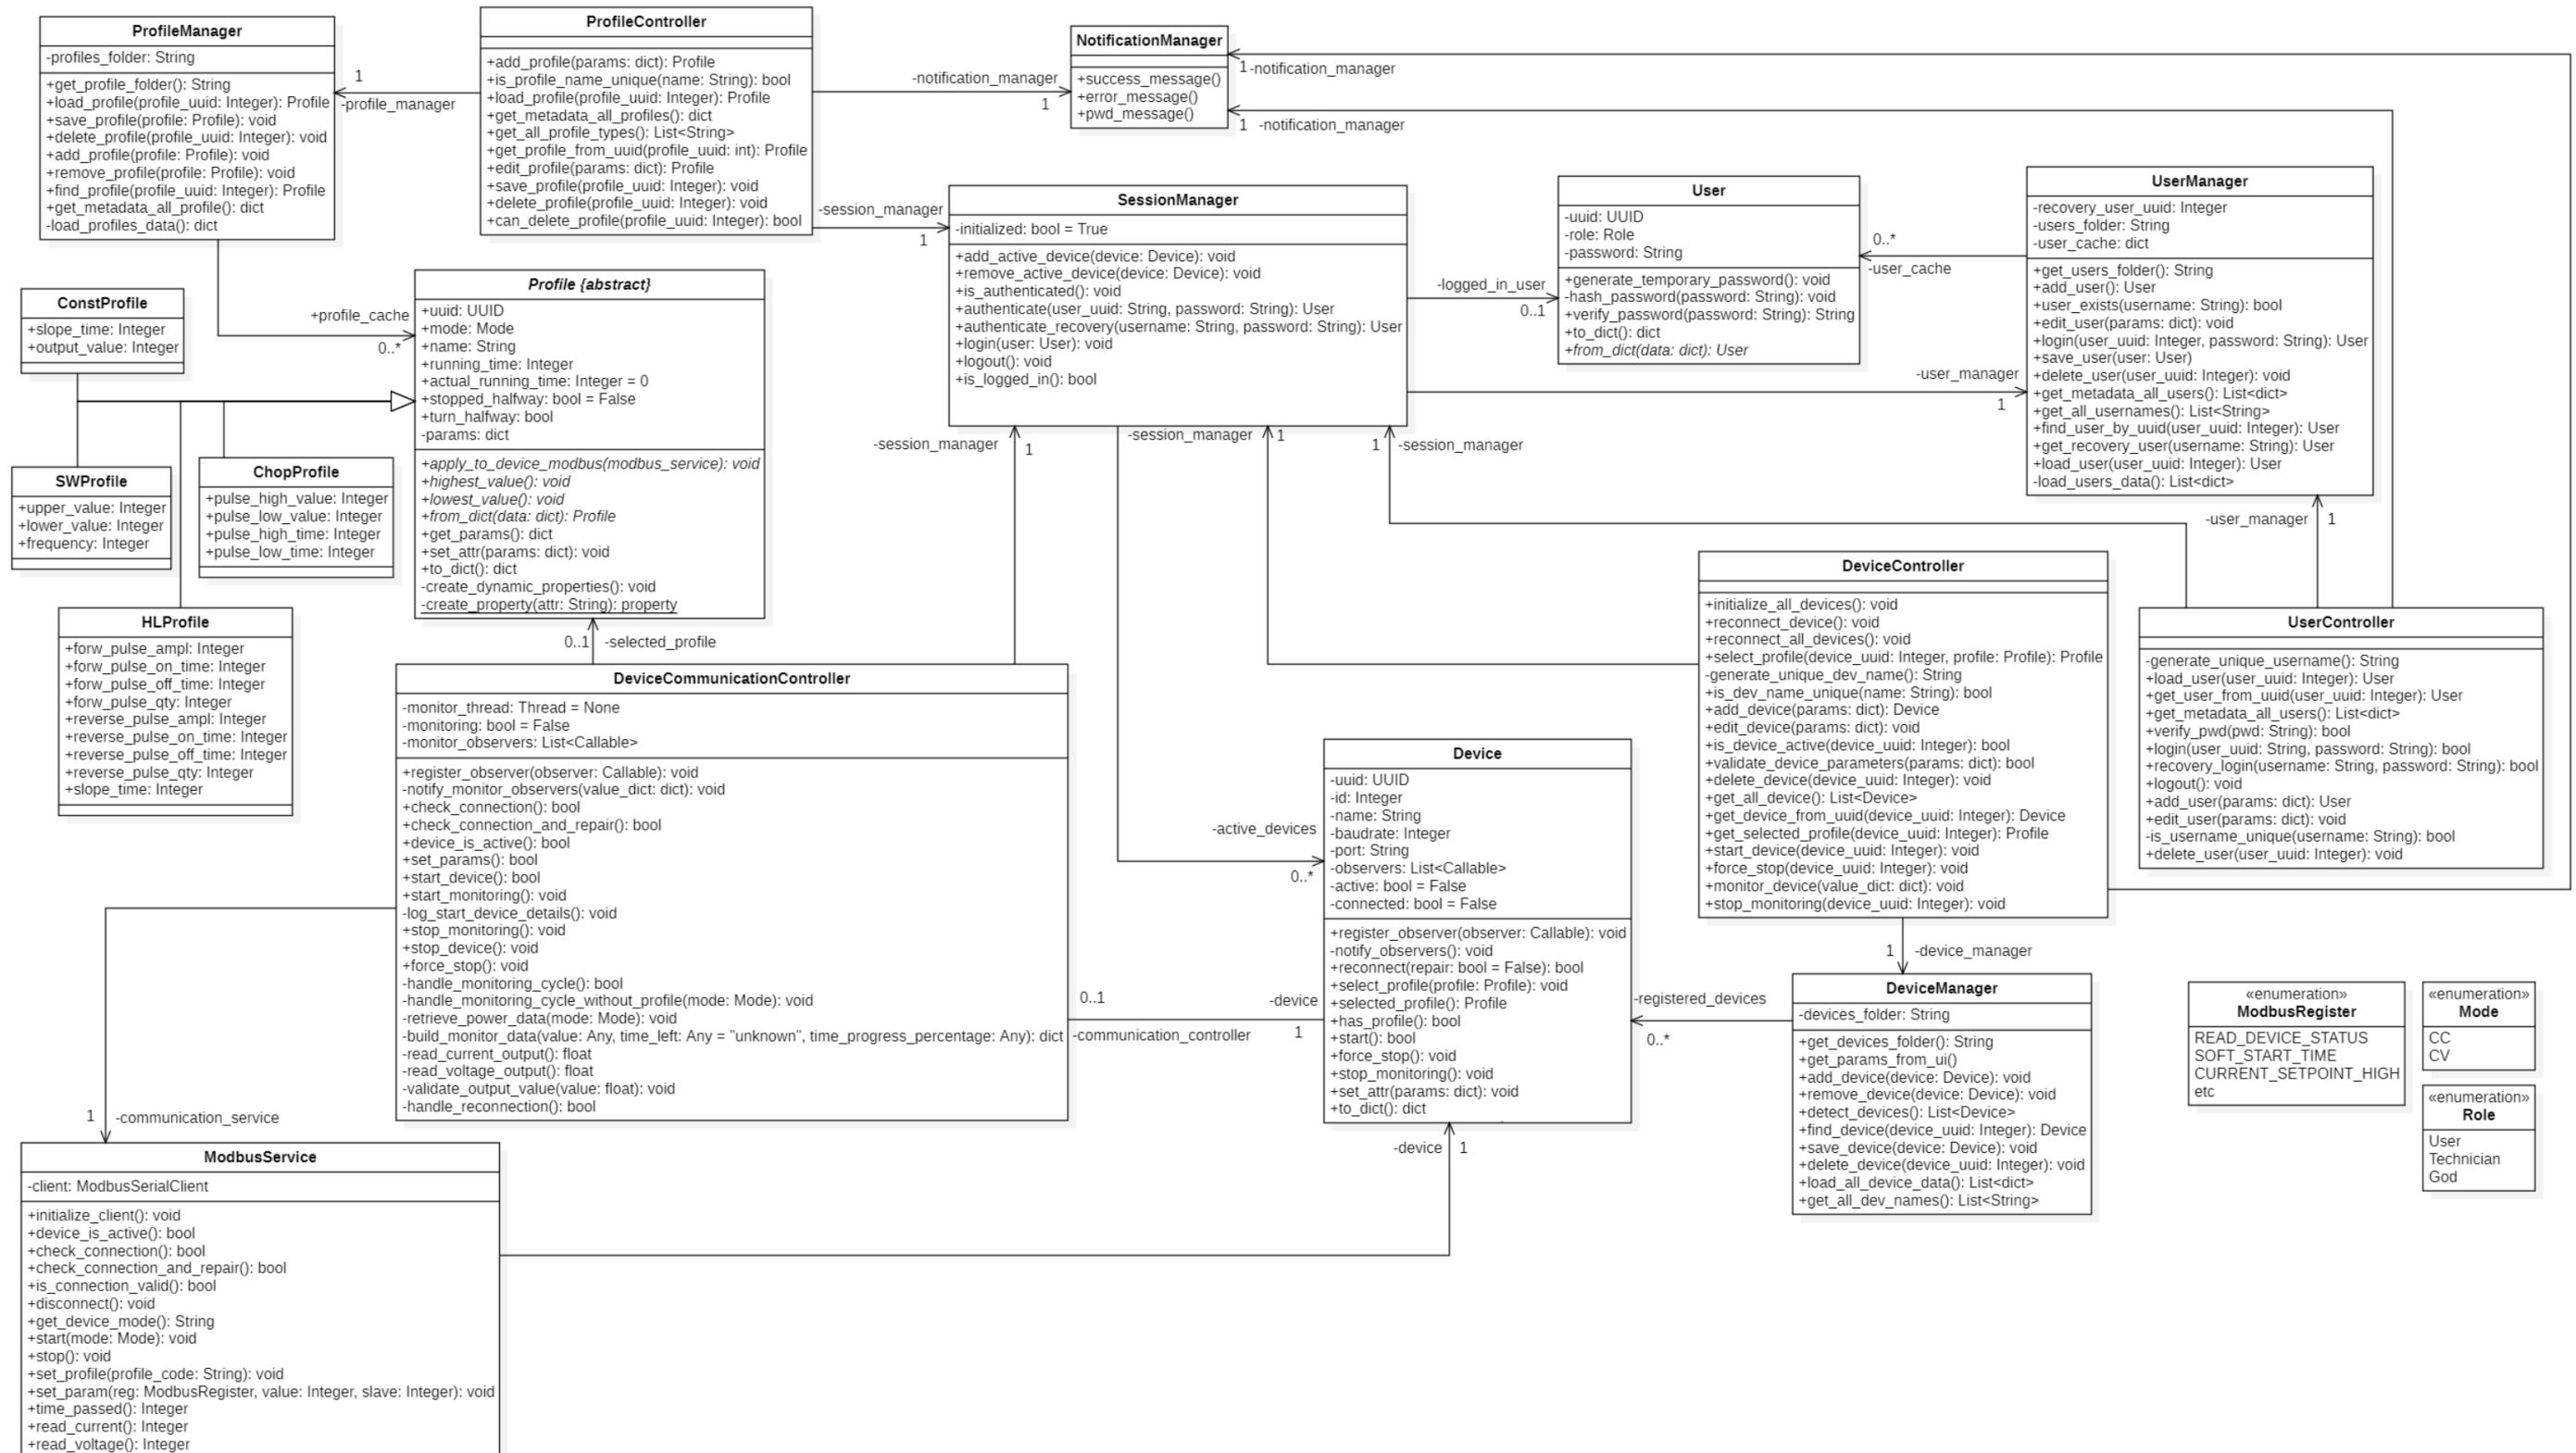 ProfileManager
-profiles_folder: String
+get_profile_folder(): String
+load_profile(profile_uuid: Integer): Profile
+save_profile(profile: Profile): void
+delete_profile(profile_uuid: Integer): void
+add_profile(profile: Profile): void
+remove_profile(profile: Profile): void
+find_profile(profile_uuid: Integer): Profile
+get_metadata_all_profile(): dict
-load_profiles_data(): dict
1
-profile_manager
ProfileController
+add_profile(params: dict): Profile
+is_profile_name_unique(name: String): bool
+load_profile(profile_uuid: Integer): Profile
+get_metadata_all_profiles(): dict
+get_all_profile_types(): List<String>
+get_profile_from_uuid(profile_uuid: int): Profile
+edit_profile(params: dict): Profile
+save_profile(profile_uuid: Integer): void
+delete_profile(profile_uuid: Integer): void
+can_delete_profile(profile_uuid: Integer): bool
-notification_manager
1
-session_manager
1
NotificationManager
+success_message()
+error_message()
+pwd_message()
1
-notification_manager
1
-notification_manager
SessionManager
-initialized: bool = True
+add_active_device(device: Device): void
+remove_active_device(device: Device): void
+is_authenticated(): void
+authenticate(user_uuid: String, password: String): User
+authenticate_recovery(username: String, password: String): User
+login(user: User): void
+logout(): void
+is_logged_in(): bool
-logged_in_user
0..1
-user_manager
1
User
-uuid: UUID
-role: Role
-password: String
+generate_temporary_password(): void
-hash_password(password: String): void
+verify_password(password: String): String
+to_dict(): dict
+from_dict(data: dict): User
0..*
-user_cache
UserManager
-recovery_user_uuid: Integer
-users_folder: String
-user_cache: dict
+get_users_folder(): String
+add_user(): User
+user_exists(username: String): bool
+edit_user(params: dict): void
+login(user_uuid: Integer, password: String): User
+save_user(user: User)
+delete_user(user_uuid: Integer): void
+get_metadata_all_users(): List<dict>
+get_all_usernames(): List<String>
+find_user_by_uuid(user_uuid: Integer): User
+get_recovery_user(username: String): User
+load_user(user_uuid: Integer): User
-load_users_data(): List<dict>
-user_manager
1
ConstProfile
+slope_time: Integer
+output_value: Integer
+profile_cache
0..*
Profile {abstract}
+uuid: UUID
+mode: Mode
+name: String
+running_time: Integer
+actual_running_time: Integer = 0
+stopped_halfway: bool = False
+turn_halfway: bool
-params: dict
+apply_to_device_modbus(modbus_service): void
+highest_value(): void
+lowest_value(): void
+from_dict(data: dict): Profile
+get_params(): dict
+set_attr(params: dict): void
+to_dict(): dict
-create_dynamic_properties(): void
-create_property(attr: String): property
0..1
-selected_profile
SWProfile
+upper_value: Integer
+lower_value: Integer
+frequency: Integer
ChopProfile
+pulse_high_value: Integer
+pulse_low_value: Integer
+pulse_high_time: Integer
+pulse_low_time: Integer
HLProfile
+forw_pulse_ampl: Integer
+forw_pulse_on_time: Integer
+forw_pulse_off_time: Integer
+forw_pulse_qty: Integer
+reverse_pulse_ampl: Integer
+reverse_pulse_on_time: Integer
+reverse_pulse_off_time: Integer
+reverse_pulse_qty: Integer
+slope_time: Integer
-session_manager
1
-session_manager
1
1
-session_manager
DeviceCommunicationController
-monitor_thread: Thread = None
-monitoring: bool = False
-monitor_observers: List<Callable>
+register_observer(observer: Callable): void
-notify_monitor_observers(value_dict: dict): void
+check_connection(): bool
+check_connection_and_repair(): bool
+device_is_active(): bool
+set_params(): bool
+start_device(): bool
+start_monitoring(): void
-log_start_device_details(): void
+stop_monitoring(): void
+stop_device(): void
+force_stop(): void
-handle_monitoring_cycle(): bool
-handle_monitoring_cycle_without_profile(mode: Mode): void
-retrieve_power_data(mode: Mode): void
-build_monitor_data(value: Any, time_left: Any = "unknown", time_progress_percentage: Any): dict
-read_current_output(): float
-read_voltage_output(): float
-validate_output_value(value: float): void
-handle_reconnection(): bool
0..1
-communication_controller
-device
1
-active_devices
0..*
Device
-uuid: UUID
-id: Integer
-name: String
-baudrate: Integer
-port: String
-observers: List<Callable>
-active: bool = False
-connected: bool = False
+register_observer(observer: Callable): void
-notify_observers(): void
+reconnect(repair: bool = False): bool
+select_profile(profile: Profile): void
+selected_profile(): Profile
+has_profile(): bool
+start(): bool
+force_stop(): void
+stop_monitoring(): void
+set_attr(params: dict): void
+to_dict(): dict
-device
1
DeviceController
+initialize_all_devices(): void
+reconnect_device(): void
+reconnect_all_devices(): void
+select_profile(device_uuid: Integer, profile: Profile): Profile
-generate_unique_dev_name(): String
+is_dev_name_unique(name: String): bool
+add_device(params: dict): Device
+edit_device(params: dict): void
+is_device_active(device_uuid: Integer): bool
+validate_device_parameters(params: dict): bool
+delete_device(device_uuid: Integer): void
+get_all_device(): List<Device>
+get_device_from_uuid(device_uuid: Integer): Device
+get_selected_profile(device_uuid: Integer): Profile
+start_device(device_uuid: Integer): void
+force_stop(device_uuid: Integer): void
+monitor_device(value_dict: dict): void
+stop_monitoring(device_uuid: Integer): void
1
-device_manager
UserController
-generate_unique_username(): String
+load_user(user_uuid: Integer): User
+get_user_from_uuid(user_uuid: Integer): User
+get_metadata_all_users(): List<dict>
+verify_pwd(pwd: String): bool
+login(user_uuid: String, password: String): bool
+recovery_login(username: String, password: String): bool
+logout(): void
+add_user(params: dict): User
+edit_user(params: dict): void
-is_username_unique(username: String): bool
+delete_user(user_uuid: Integer): void
-registered_devices
0..*
DeviceManager
-devices_folder: String
+get_devices_folder(): String
+get_params_from_ui()
+add_device(device: Device): void
+remove_device(device: Device): void
+detect_devices(): List<Device>
+find_device(device_uuid: Integer): Device
+save_device(device: Device): void
+delete_device(device_uuid: Integer): void
+load_all_device_data(): List<dict>
+get_all_dev_names(): List<String>
«enumeration»
ModbusRegister
READ_DEVICE_STATUS
SOFT_START_TIME
CURRENT_SETPOINT_HIGH
etc
«enumeration»
Mode
CC
CV
«enumeration»
Role
User
Technician
God
1
-communication_service
ModbusService
-client: ModbusSerialClient
+initialize_client(): void
+device_is_active(): bool
+check_connection(): bool
+check_connection_and_repair(): bool
+is_connection_valid(): bool
+disconnect(): void
+get_device_mode(): String
+start(mode: Mode): void
+stop(): void
+set_profile(profile_code: String): void
+set_param(reg: ModbusRegister, value: Integer, slave: Integer): void
+time_passed(): Integer
+read_current(): Integer
+read_voltage(): Integer